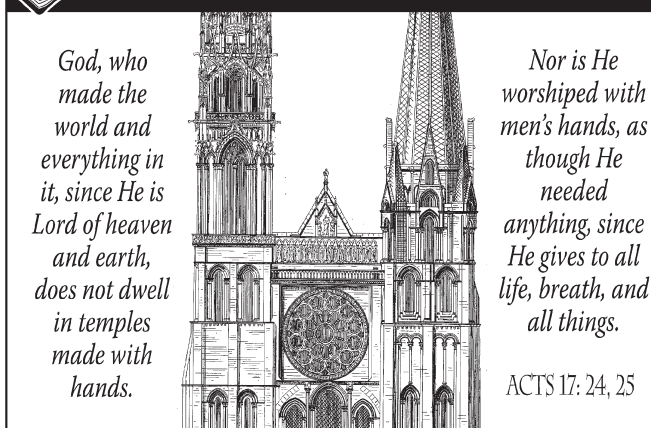 God, who
made the
world and
everything in
it, since He is
Lord of heaven
and earth,
does not dwell
in temples
made with
hands.
Nor is He
worshiped with
men's hands, as
though He
needed
anything, since
He gives to all
life, breath, and
all things.
ACTS 17: 24, 25